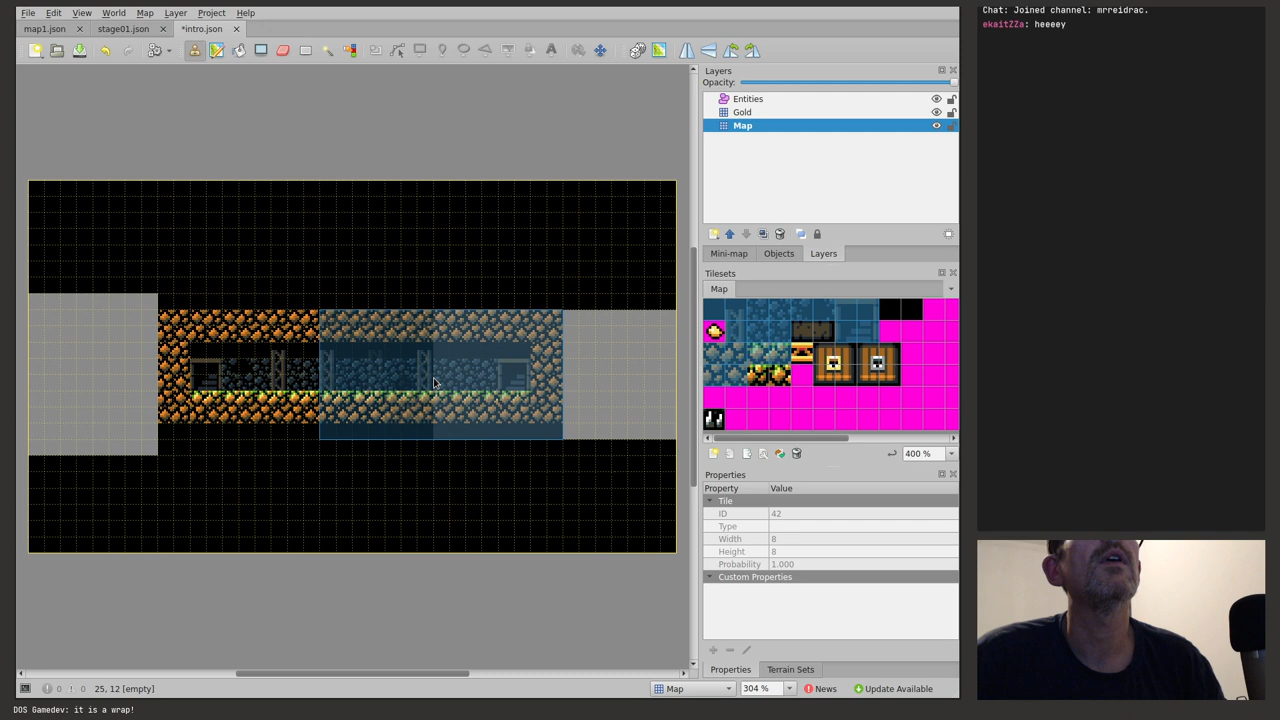 File Edit View World Map Layer Project Help
map1.json stage01.json *intro.json
Layers
Opacity:
Entities
Gold
Map
Mini-map Objects Layers
Tilesets
Map
400 %
Properties
Property Value
Tile
ID 42
Type
Width 8
Height 8
Probability 1.000
Custom Properties
Properties Terrain Sets
0 0 25, 12 [empty] Map 304 % News Update Available
Chat: Joined channel: mrreidrac.
ekaitZZa: heeeey
DOS Gamedev: it is a wrap!